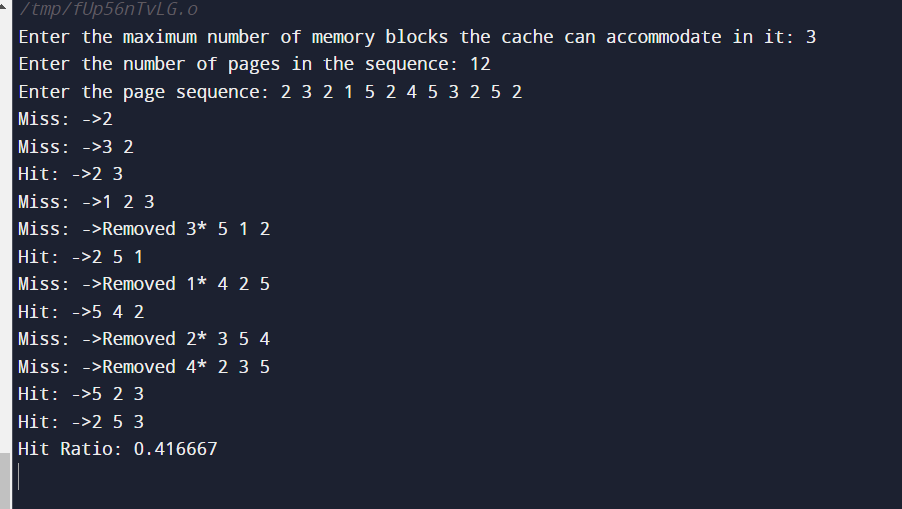 /tmp/fUp56nTvLG.o
Enter the maximum number of memory blocks the cache can accommodate in it: 3
Enter the number of pages in the sequence: 12
Enter the page sequence: 2 3 2 1 5 2 4 5 3 2 5 2
Miss: ->2
Miss: ->3 2
Hit: ->2 3
Miss: ->1 2 3
Miss: ->Removed 3* 5 1 2
Hit: ->2 5 1
Miss: ->Removed 1* 4 2 5
Hit: ->5 4 2
Miss: ->Removed 2* 3 5 4
Miss: ->Removed 4* 2 3 5
Hit: ->5 2 3
Hit: ->2 5 3
Hit Ratio: 0.416667